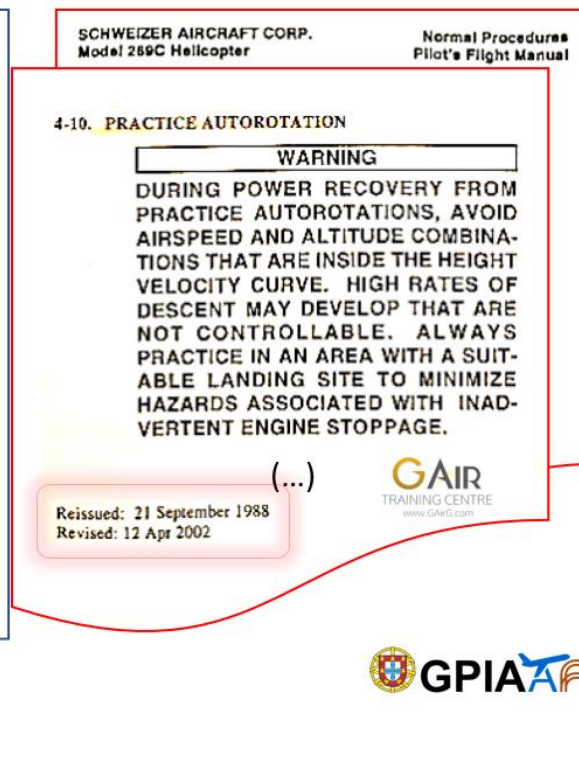 SCHWEIZER AIRCRAFT CORP.
Model 269C Helicopter
Normal Procedures
Pilot's Flight Manual
4-10. PRACTICE AUTOROTATION
WARNING
DURING POWER RECOVERY FROM
PRACTICE AUTOROTATIONS, AVOID
AIRSPEED AND ALTITUDE COMBINA-
TIONS THAT ARE INSIDE THE HEIGHT
VELOCITY CURVE. HIGH RATES OF
DESCENT MAY DEVELOP THAT ARE
NOT CONTROLLABLE. ALWAYS
PRACTICE IN AN AREA WITH A SUIT-
ABLE LANDING SITE TO MINIMIZE
HAZARDS ASSOCIATED WITH INAD-
VERTENT ENGINE STOPPAGE.
(...)
GAIR
TRAINING CENTRE
www.GAirG.com
Reissued: 21 September 1988
Revised: 12 Apr 2002
GPIAAF